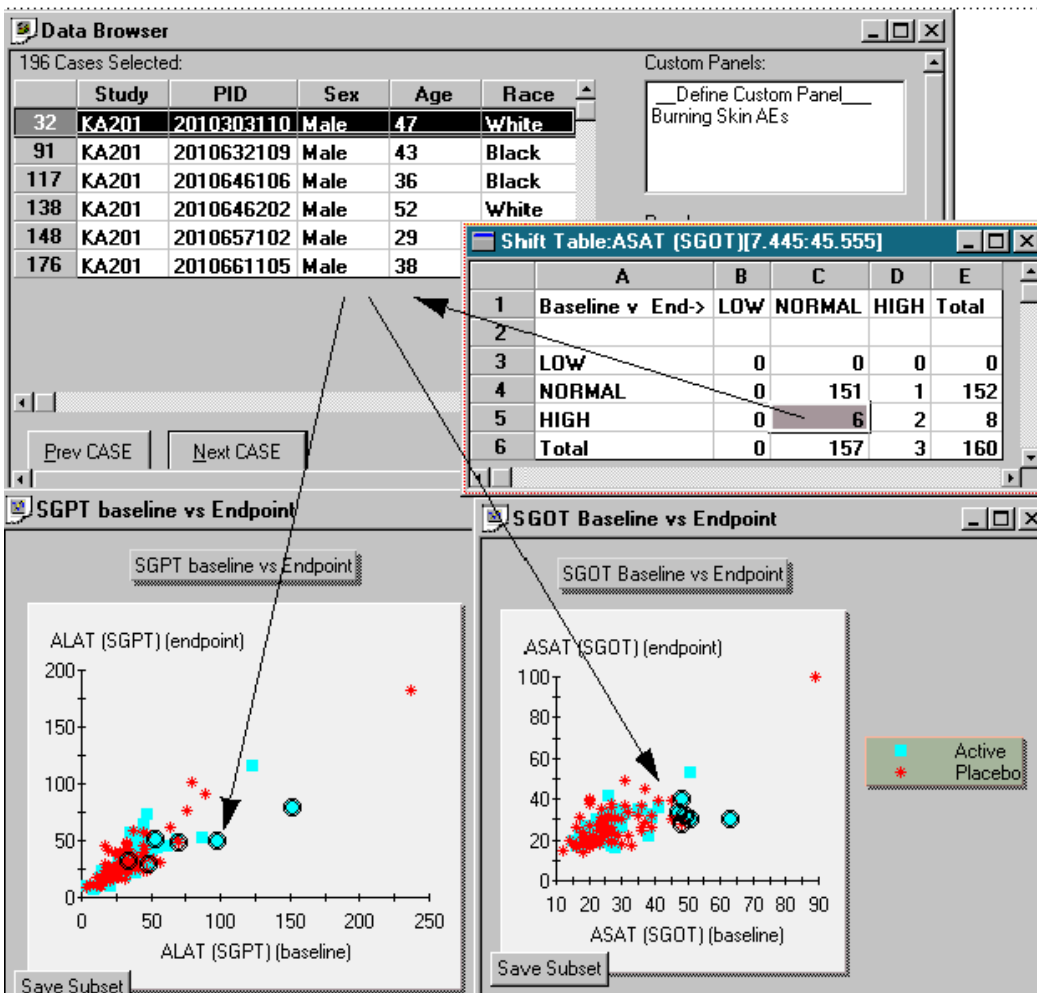 Data Browser
196 Cases Selected:
Study PID Sex Age Race
32 KA201 2010303110 Male 47 White
91 KA201 2010632109 Male 43 Black
117 KA201 2010646106 Male 36 Black
138 KA201 2010646202 Male 52 White
148 KA201 2010657102 Male 29
176 KA201 2010661105 Male 38
Prev CASE Next CASE
Custom Panels:
__Define Custom Panel___
Burning Skin AEs
Shift Table:ASAT (SGOT)[7.445:45.555]
A B C D E
1 Baseline v End-> LOW NORMAL HIGH Total
2
3 LOW 0 0 0 0
4 NORMAL 0 151 1 152
5 HIGH 0 6 2 8
6 Total 0 157 3 160
SGPT baseline vs Endpoint
SGPT baseline vs Endpoint
ALAT (SGPT) (endpoint)
200
150
100
50
0
0 50 100 150 200 250
ALAT (SGPT) (baseline)
Save Subset
SGOT Baseline vs Endpoint
SGOT Baseline vs Endpoint
ASAT (SGOT) (endpoint)
100
80
60
40
20
0
10 20 30 40 50 60 70 80 90
ASAT (SGOT) (baseline)
Save Subset
Active
Placebo